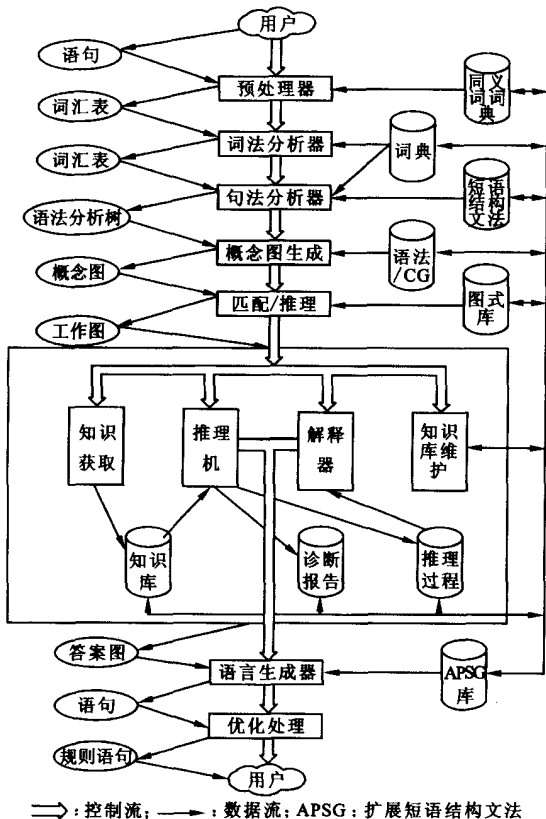 用户
语句
预处理器
同义
词词
典
词汇表
词法分析器
词典
词汇表
句法分析器
短语
结构
文法
语法分析树
概念图生成
语法
/CG
概念图
匹配/推理
图式
库
工作图
知识
获取
推理
机
解释
器
知识
库维
护
知识
库
诊断
报告
推理
过程
答案图
语言生成器
APSG
库
语句
优化处理
规则语句
用户
：控制流；：数据流；APSG：扩展短语结构文法